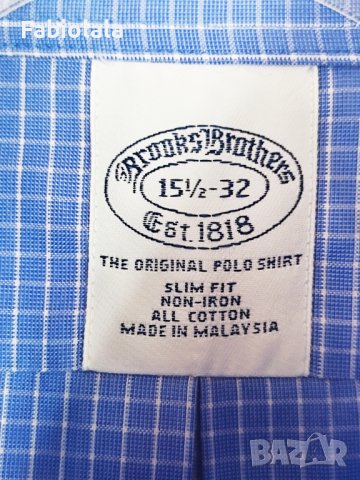 Fabiotata
Brooks Brothers
15½-32
Est. 1818
THE ORIGINAL POLO SHIRT
SLIM FIT
NON-IRON
ALL COTTON
MADE IN MALAYSIA
BAZAR